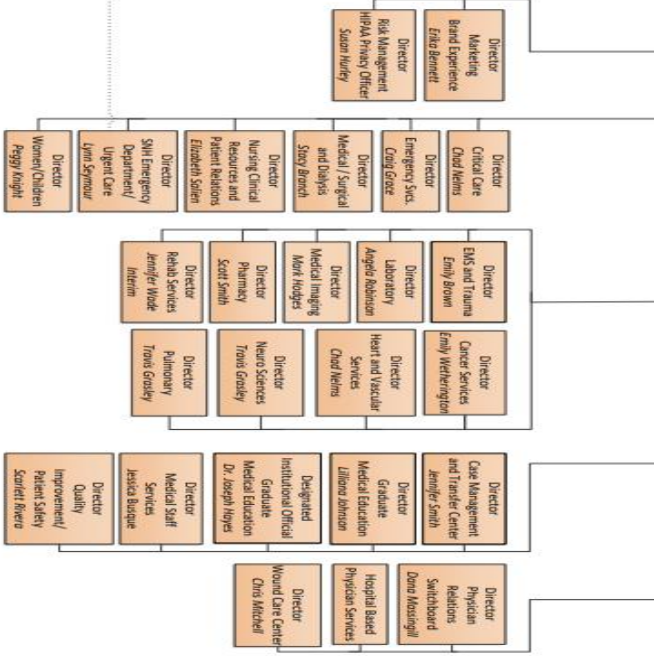 Director
Marketing
Brand Experience
Erika Bennett
Director
Risk Management
HIPAA Privacy Officer
Susan Hurley
Director
Critical Care
Chad Nelms
Director
Emergency Svcs.
Craig Grace
Director
Medical / Surgical
and Dialysis
Stacy Branch
Director
Nursing Clinical
Resources and
Patient Relations
Elizabeth Solien
Director
SNH Emergency
Department/
Urgent Care
Lynn Seymour
Director
Women/Children
Peggy Knight
Director
EMS and Trauma
Emily Brown
Director
Laboratory
Angela Robinson
Director
Medical Imaging
Mark Hodges
Director
Pharmacy
Scott Smith
Director
Rehab Services
Jennifer Wade
Interim
Director
Cancer Services
Emily Wetherington
Director
Heart and Vascular
Services
Chad Nelms
Director
Neuro Sciences
Travis Grasley
Director
Pulmonary
Travis Grasley
Director
Case Management
and Transfer Center
Jennifer Smith
Director
Graduate
Medical Education
Lilliana Johnson
Designated
Institutional Official
Graduate
Medical Education
Dr. Joseph Hayes
Director
Medical Staff
Services
Jessica Busque
Director
Quality
Improvement/
Patient Safety
Scarlett Rivera
Director
Physician
Relations
Switchboard
Dana Massingill
Hospital Based
Physician Services
Director
Wound Care Center
Chris Mitchell